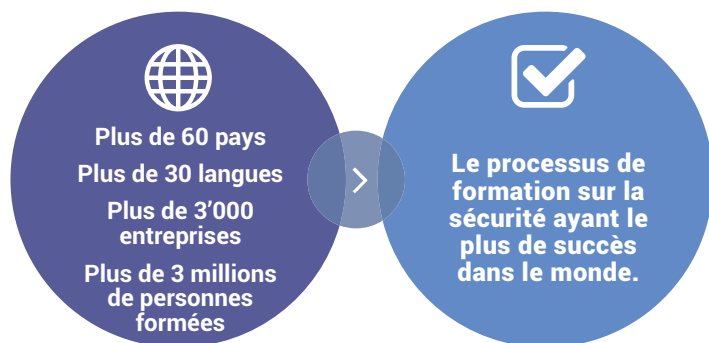 Plus de 60 pays
Plus de 30 langues
Plus de 3’000
entreprises
Plus de 3 millions
de personnes
formées
Le processus de
formation sur la
sécurité ayant le
plus de succès
dans le monde.